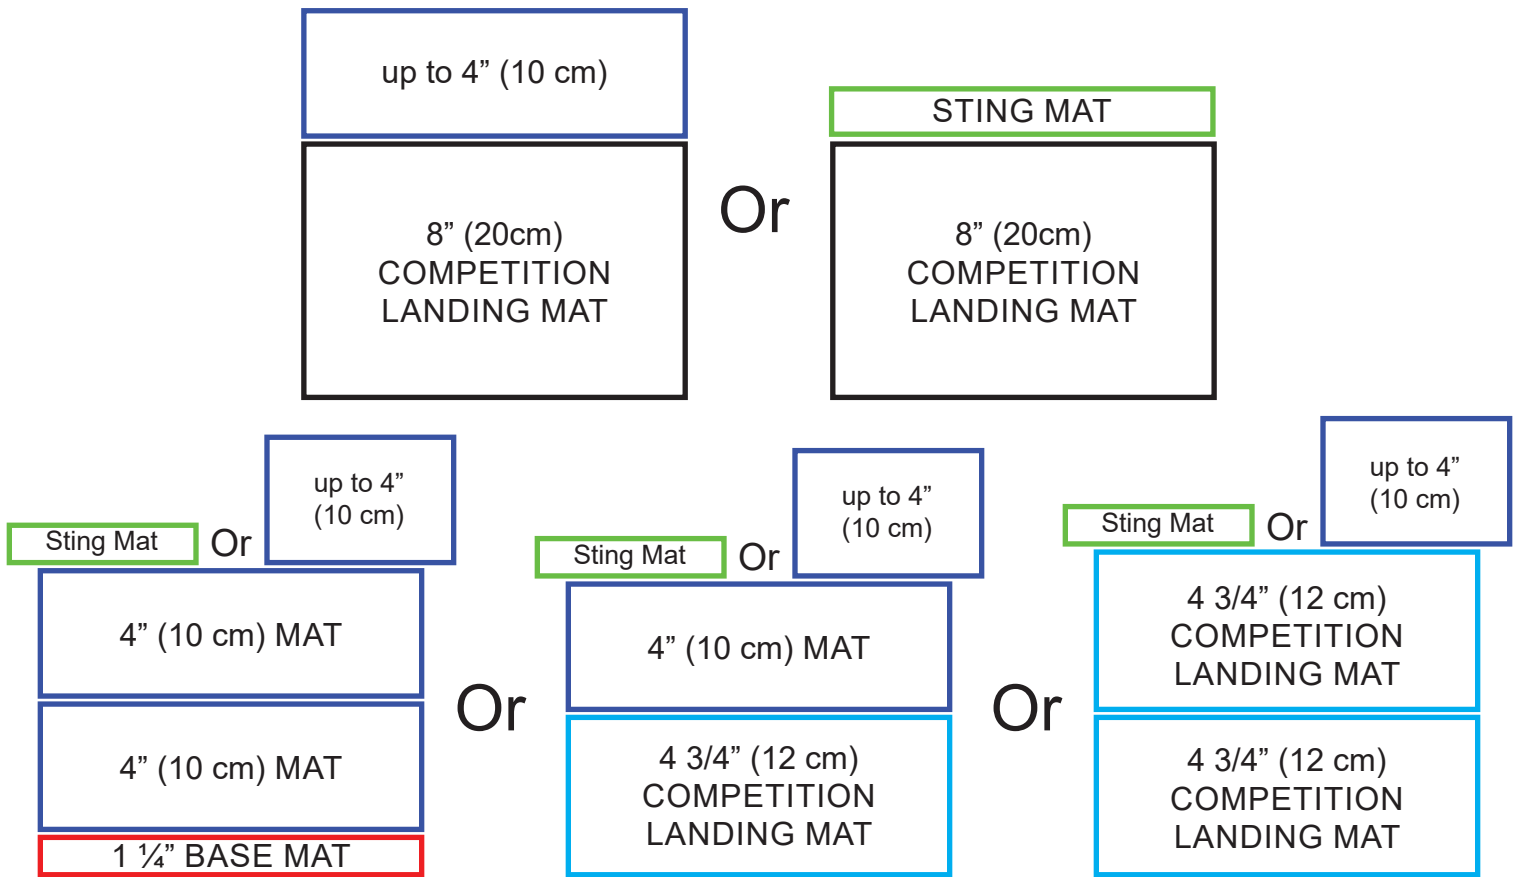 up to 4” (10 cm)
8” (20cm)
COMPETITION
LANDING MAT
Or
STING MAT
8” (20cm)
COMPETITION
LANDING MAT
Sting Mat
Or
up to 4”
(10 cm)
4” (10 cm) MAT
4” (10 cm) MAT
1 ¼” BASE MAT
Or
Sting Mat
Or
up to 4”
(10 cm)
4” (10 cm) MAT
4 3/4” (12 cm)
COMPETITION
LANDING MAT
Or
Sting Mat
Or
up to 4”
(10 cm)
4 3/4” (12 cm)
COMPETITION
LANDING MAT
4 3/4” (12 cm)
COMPETITION
LANDING MAT